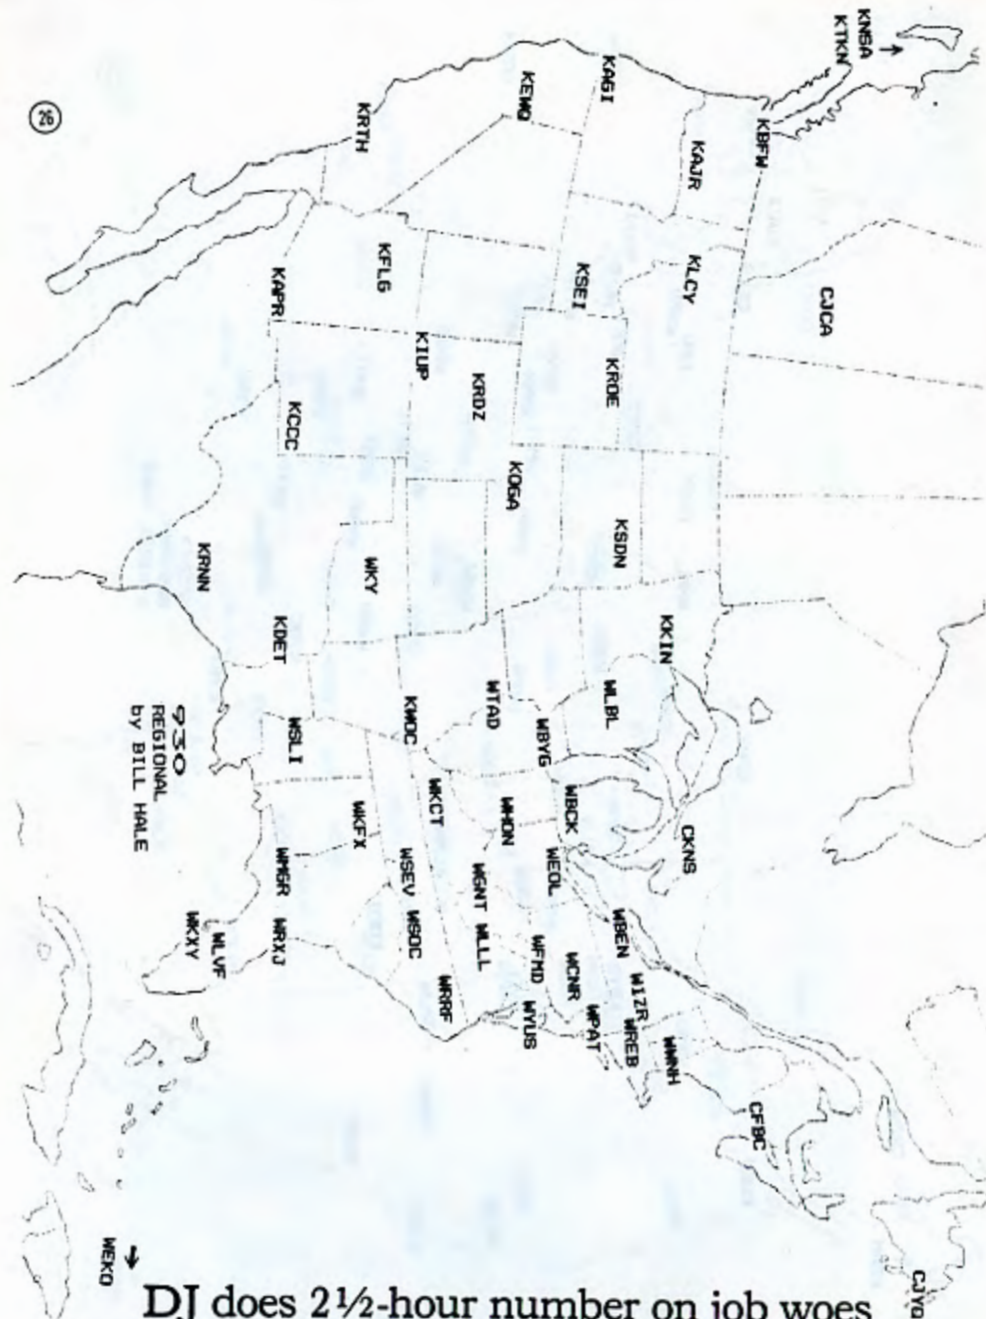 KNSA
KTKN
KBFW
KAGI
KAJR
KEWQ
KRTH
KLCY
KSEI
KFLG
KAPR
CJCA
KROE
KIUP
KRDZ
KCCC
KOGA
KSDN
KRNN
WKY
KDET
KKIN
WLBL
WTAD
KWOC
WSLI
WBYG
WBCK
WHON
WKCT
WKFX
CKNS
WEOL
WSEV
WGNT
WMGR
WSOC
WLLL
WRXJ
WKXY
WLVF
WBEN
WFMD
WCNR
WIZR
WPAT
WREB
WYUS
WRRF
WMNH
CFBC
WEKO
930
REGIONAL
by BILL HALE
26
DJ does 2½-hour number on job woes